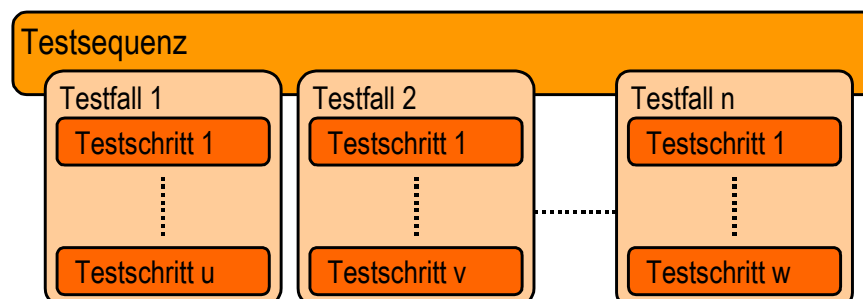 Testsequenz
Testfall 1
Testschritt 1
Testschritt u
Testfall 2
Testschritt 1
Testschritt v
Testfall n
Testschritt 1
Testschritt w